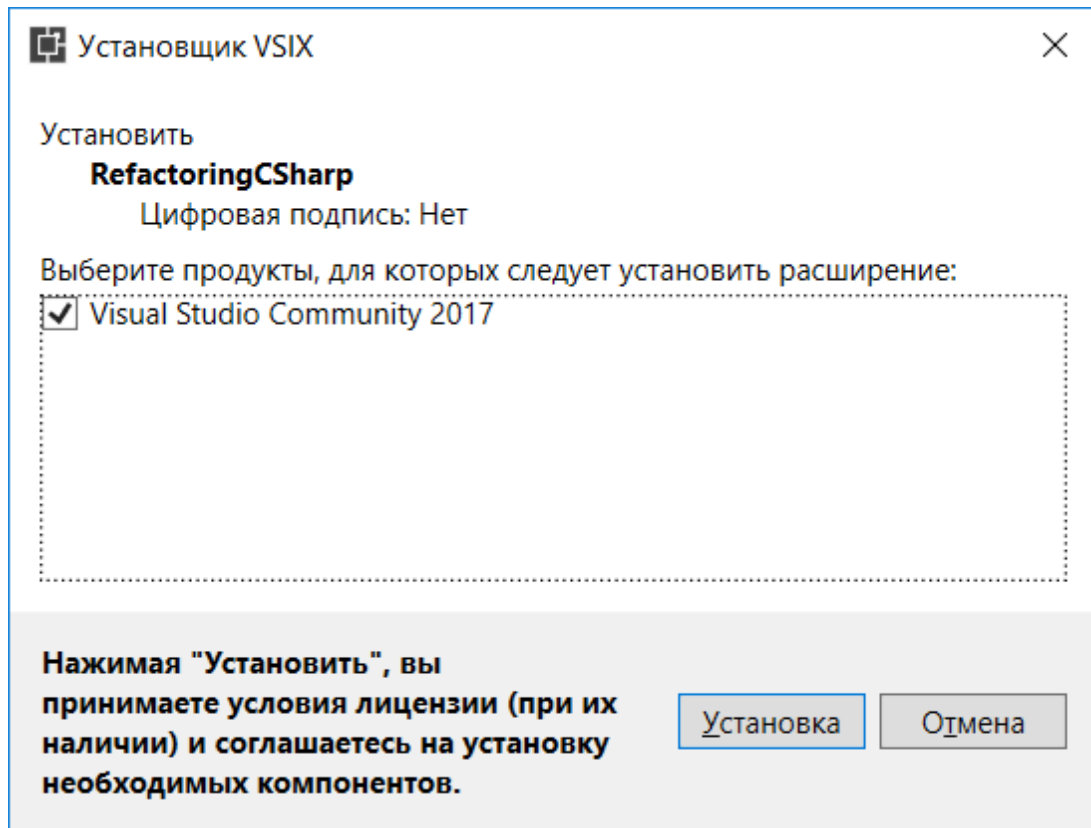 Установщик VSIX
Установить
RefactoringCSharp
Цифровая подпись: Нет
Выберите продукты, для которых следует установить расширение:
Visual Studio Community 2017
Нажимая "Установить", вы
принимаете условия лицензии (при их
наличии) и соглашаетесь на установку
необходимых компонентов.
Установка
Отмена